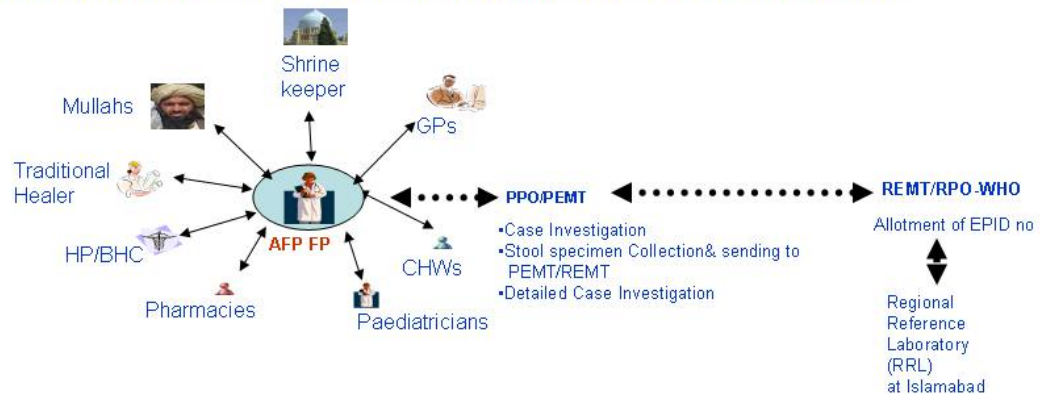 Shrine
keeper
Mullahs
GPs
Traditional
Healer
AFP FP
HP/BHC
CHWs
Pharmacies
Paediatricians
PPO/PEMT
▪Case Investigation
▪Stool specimen Collection& sending to
PEMT/REMT
▪Detailed Case Investigation
REMT/RPO-WHO
Allotment of EPID no
Regional
Reference
Laboratory
(RRL)
at Islamabad